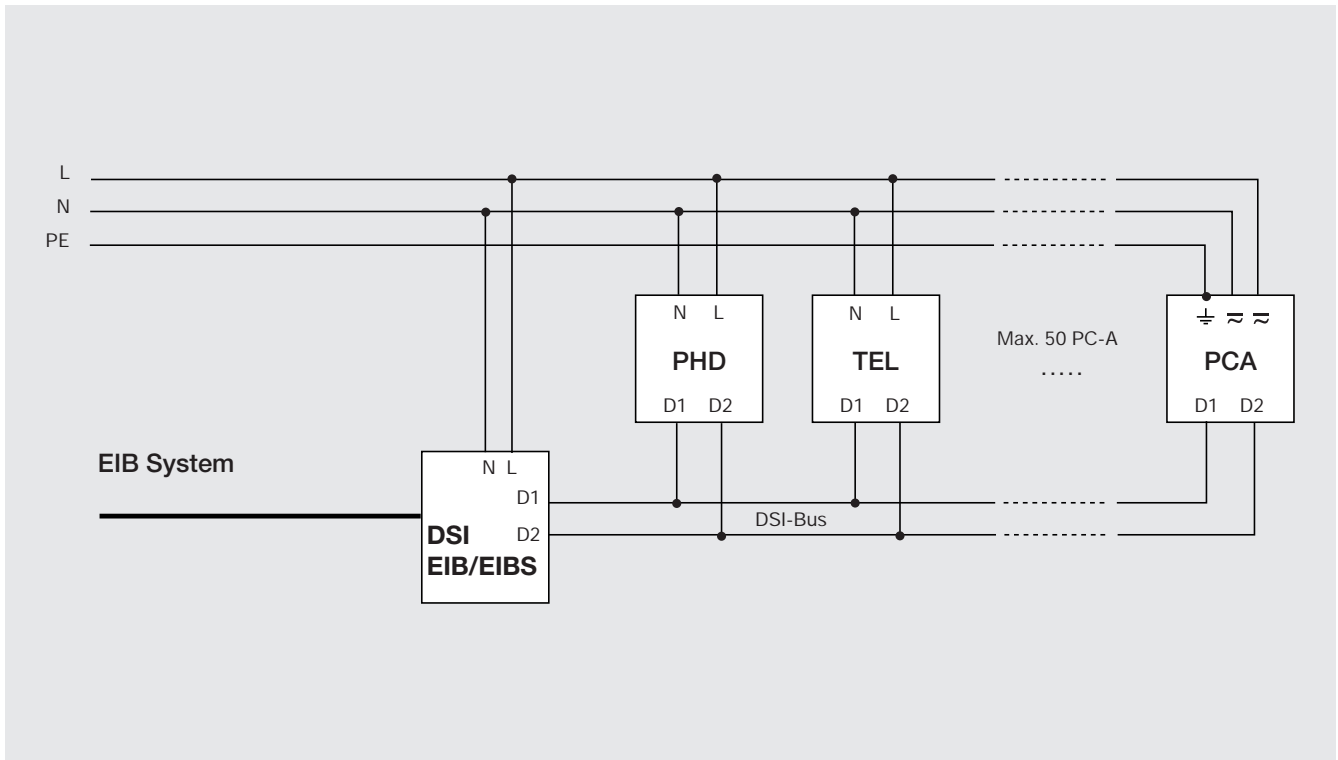 L
N
PE
N L
PHD
D1 D2
N L
TEL
D1 D2
Max. 50 PC-A
.....
PCA
D1 D2
EIB System
N L
D1
D2
DSI
EIB/EIBS
DSI-Bus